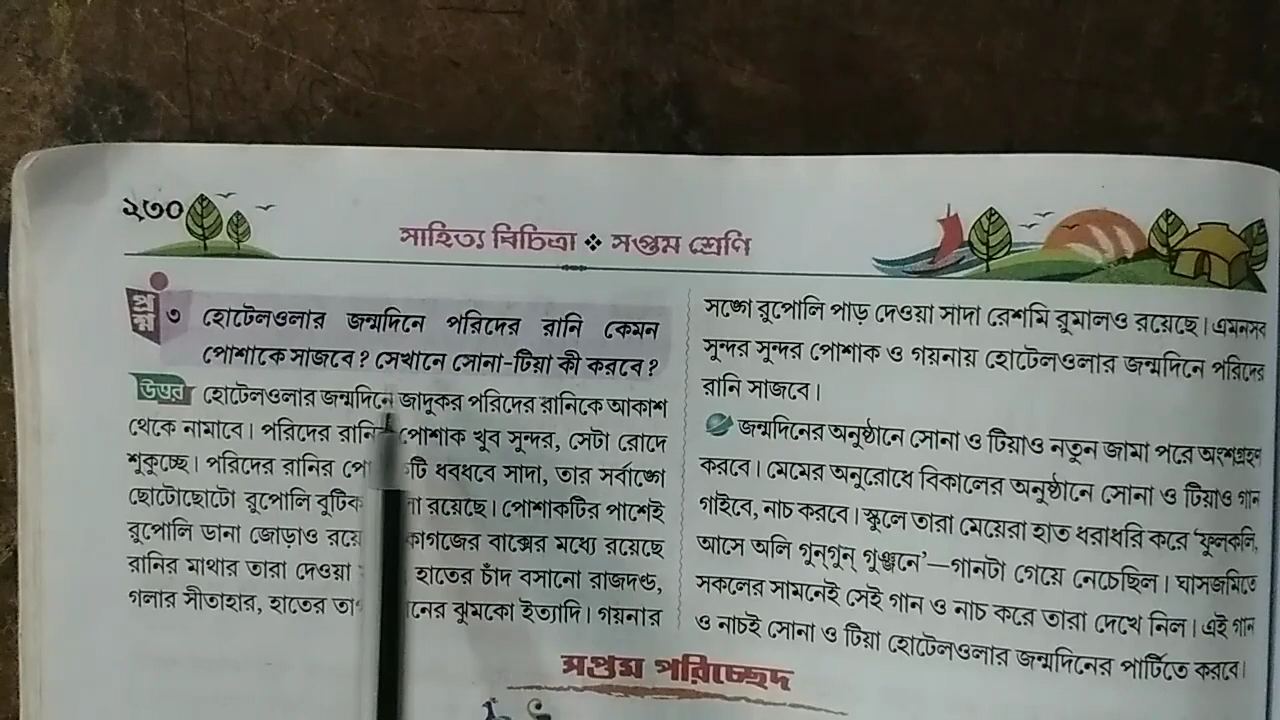 ২৩০
সাহিত্য বিচিত্রা ❖ সপ্তম শ্রেণি
প্রশ্ন ৩ হোটেলওলার জন্মদিনে পরিদের রানি কেমন
পোশাকে সাজবে? সেখানে সোনা-টিয়া কী করবে?
উত্তর হোটেলওলার জন্মদিনে জাদুকর পরিদের রানিকে আকাশ
থেকে নামাবে। পরিদের পোশাক খুব সুন্দর, সেটা রোদে
শুকুচ্ছে। পরিদের রানির ধবধবে সাদা, তার সর্বাঙ্গে
ছোটোছোটো রুপোলি রয়েছে। পোশাকটির পাশেই
রুপোলি ডানা জোড়াও কাগজের বাক্সের মধ্যে রয়েছে
রানির মাথার তারা দেওয়া হাতের চাঁদ বসানো রাজদণ্ড,
গলার সীতাহার, হাতের ঝুমকো ইত্যাদি। গয়নার
সঙ্গে রুপোলি পাড় দেওয়া সাদা রেশমি রুমালও রয়েছে। এমনসব
সুন্দর সুন্দর পোশাক ও গয়নায় হোটেলওলার জন্মদিনে পরিদের
রানি সাজবে।
জন্মদিনের অনুষ্ঠানে সোনা ও টিয়াও নতুন জামা পরে অংশগ্রহণ
করবে। মেমের অনুরোধে বিকালের অনুষ্ঠানে সোনা ও টিয়াও গান
গাইবে, নাচ করবে। স্কুলে তারা মেয়েরা হাত ধরাধরি করে 'ফুলকলি,
আসে অলি গুন্‌গুন্ গুঞ্জনে'—গানটা গেয়ে নেচেছিল। ঘাসজমিতে
সকলের সামনেই সেই গান ও নাচ করে তারা দেখে নিল। এই গান
ও নাচই সোনা ও টিয়া হোটেলওলার জন্মদিনের পার্টিতে করবে।
সপ্তম পরিচ্ছেদ